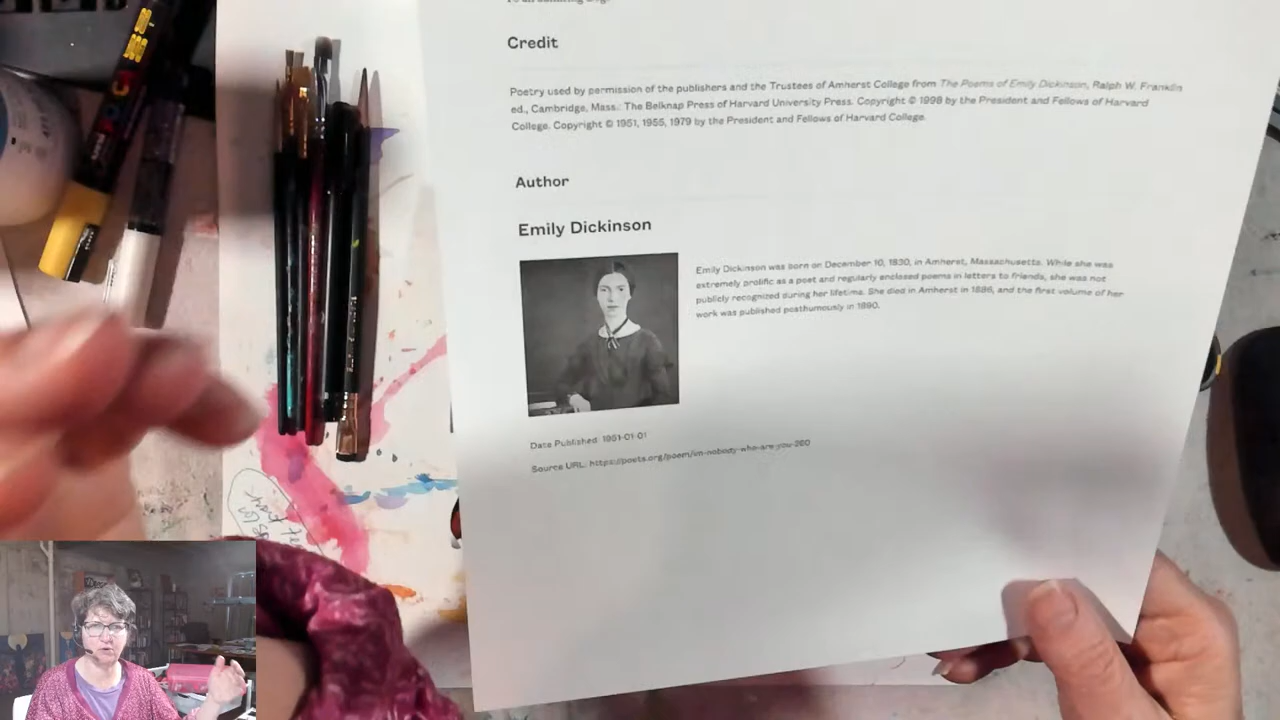 Credit
Poetry used by permission of the publishers and the Trustees of Amherst College from The Poems of Emily Dickinson, Ralph W. Franklin
ed., Cambridge, Mass.: The Belknap Press of Harvard University Press. Copyright © 1998 by the President and Fellows of Harvard
College. Copyright © 1951, 1955, 1979 by the President and Fellows of Harvard College.
Author
Emily Dickinson
Emily Dickinson was born on December 10, 1830, in Amherst, Massachusetts. While she was
extremely prolific as a poet and regularly enclosed poems in letters to friends, she was not
publicly recognized during her lifetime. She died in Amherst in 1886, and the first volume of her
work was published posthumously in 1890.
Date Published: 1951-01-01
Source URL: https://poets.org/poem/im-nobody-who-are-you-260